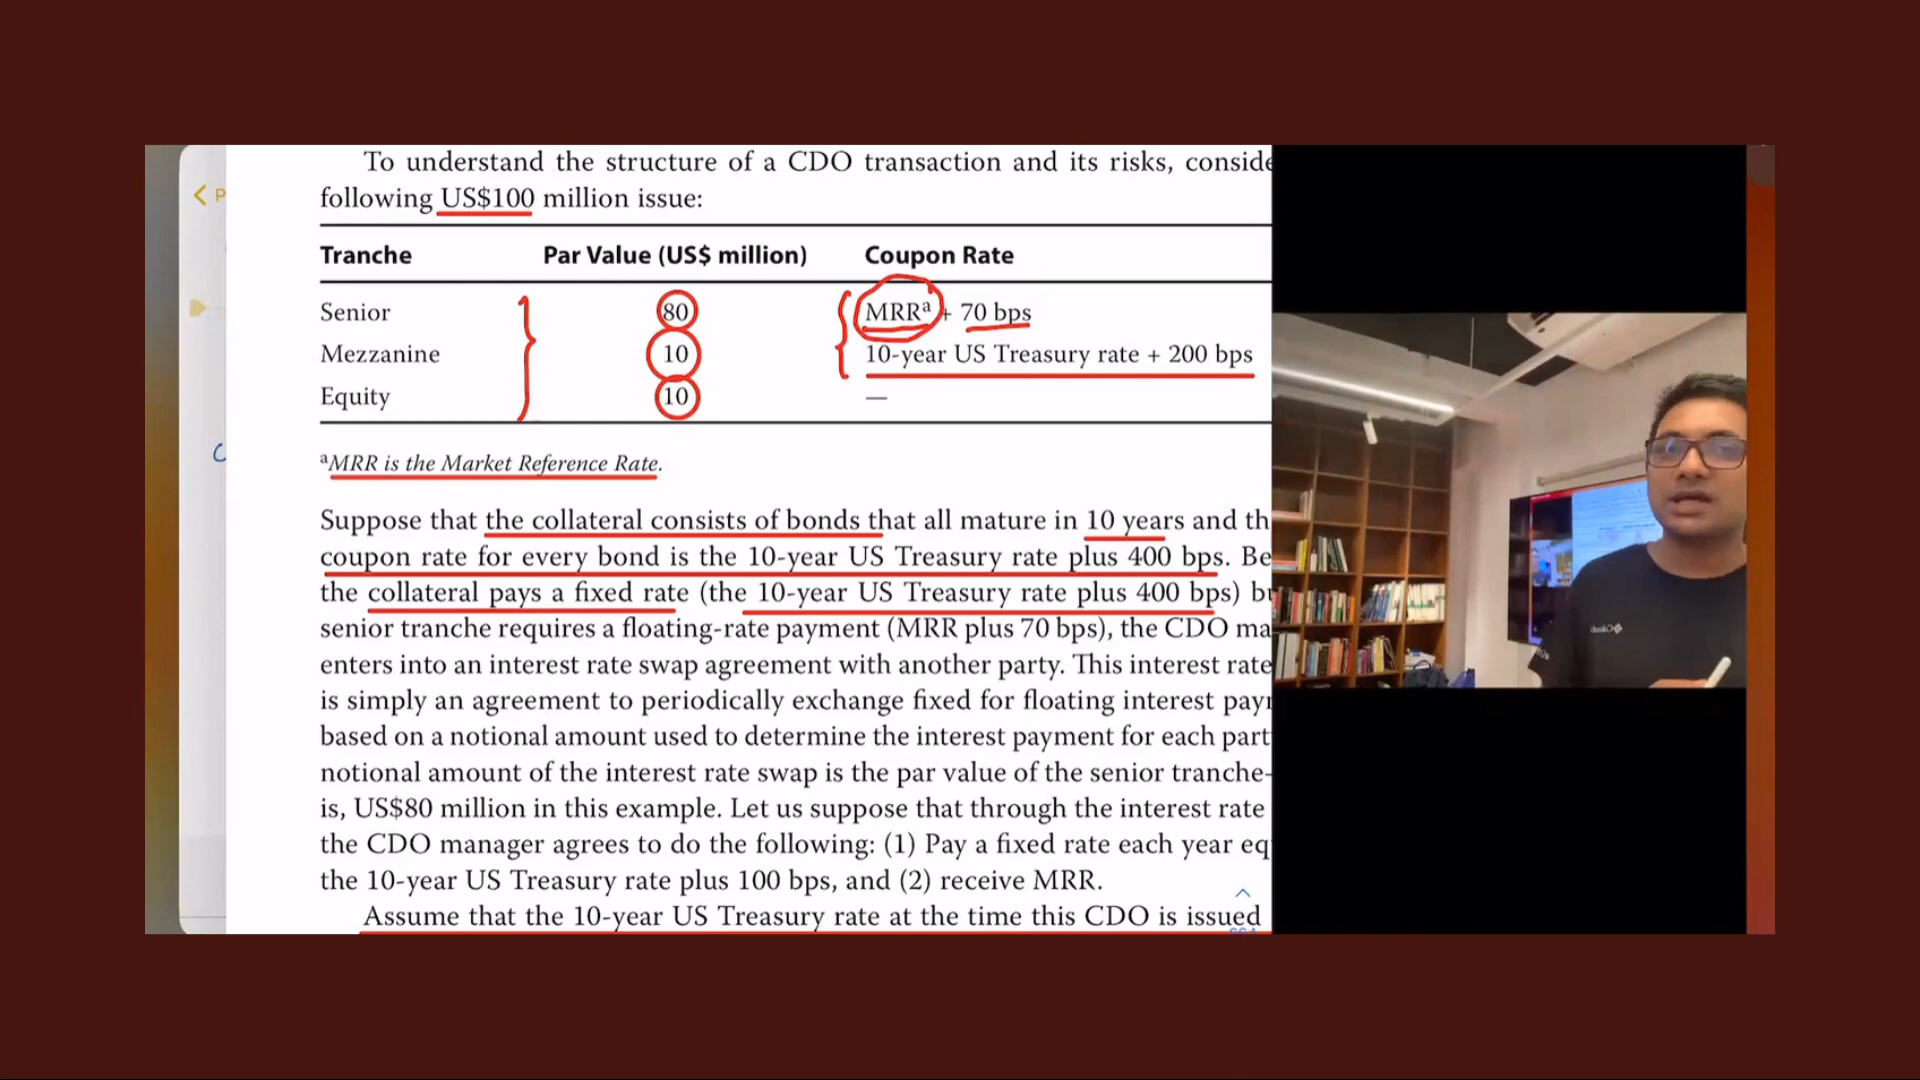 To understand the structure of a CDO transaction and its risks, conside
following US$100 million issue:
Tranche Par Value (US$ million) Coupon Rate
Senior 80 MRRᵃ + 70 bps
Mezzanine 10 10-year US Treasury rate + 200 bps
Equity 10 —
ᵃMRR is the Market Reference Rate.
Suppose that the collateral consists of bonds that all mature in 10 years and th
coupon rate for every bond is the 10-year US Treasury rate plus 400 bps. Be
the collateral pays a fixed rate (the 10-year US Treasury rate plus 400 bps) bu
senior tranche requires a floating-rate payment (MRR plus 70 bps), the CDO ma
enters into an interest rate swap agreement with another party. This interest rate
is simply an agreement to periodically exchange fixed for floating interest payr
based on a notional amount used to determine the interest payment for each part
notional amount of the interest rate swap is the par value of the senior tranche-
is, US$80 million in this example. Let us suppose that through the interest rate
the CDO manager agrees to do the following: (1) Pay a fixed rate each year eq
the 10-year US Treasury rate plus 100 bps, and (2) receive MRR.
Assume that the 10-year US Treasury rate at the time this CDO is issued